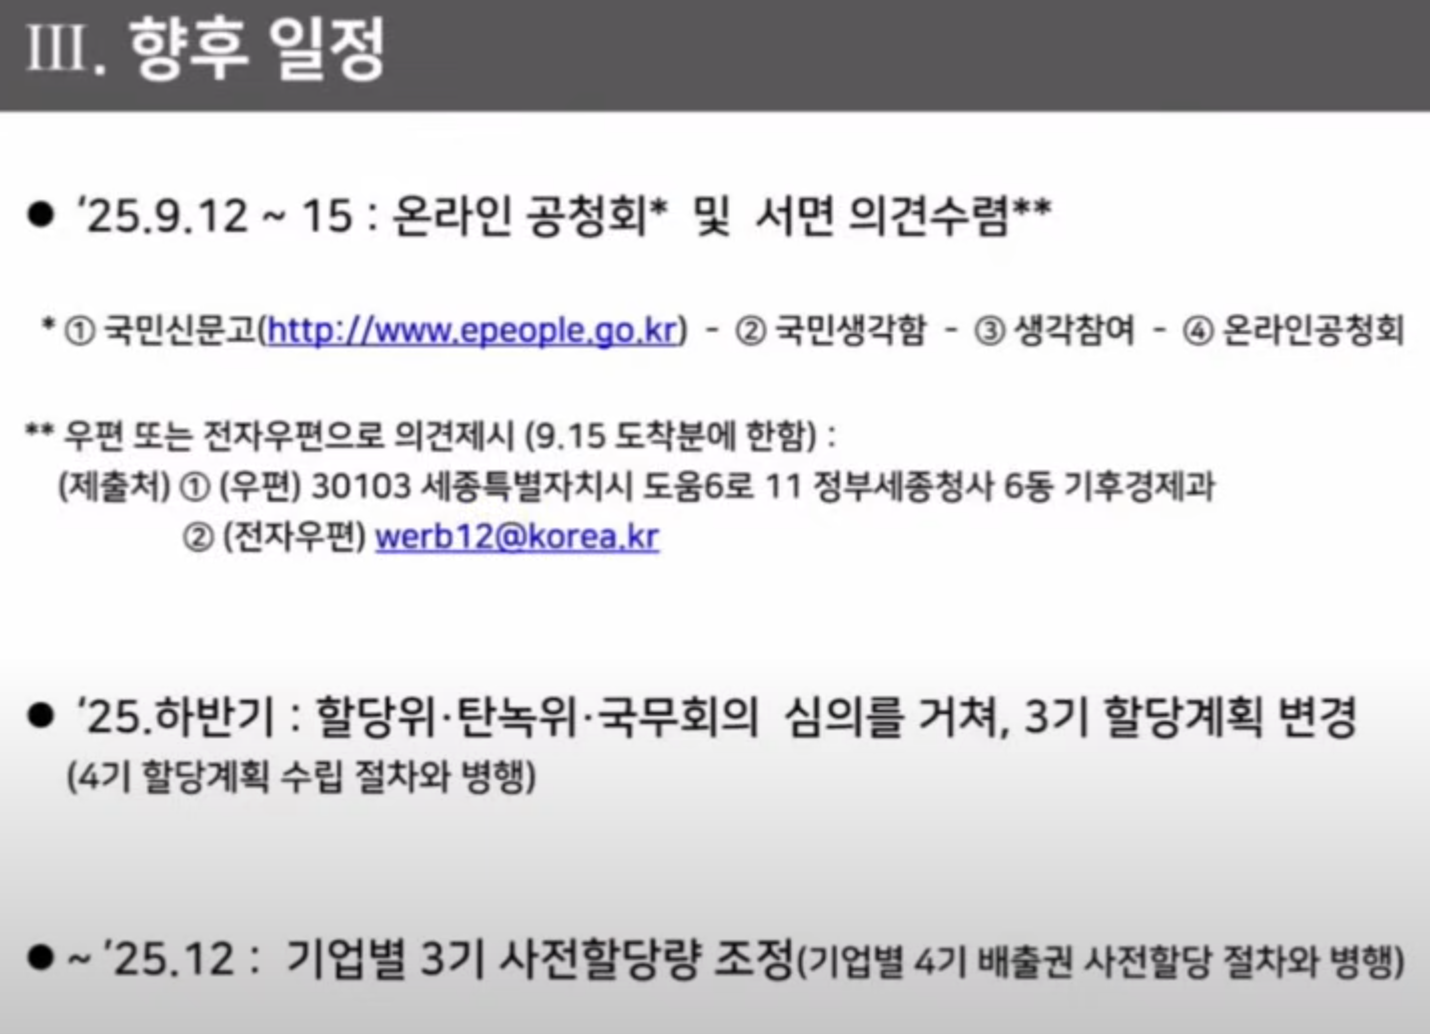 III. 향후 일정
● ‘25.9.12 ~ 15 : 온라인 공청회* 및 서면 의견수렴**
* ① 국민신문고(http://www.epeople.go.kr) - ② 국민생각함 - ③ 생각참여 - ④ 온라인공청회
** 우편 또는 전자우편으로 의견제시 (9.15 도착분에 한함) :
(제출처) ① (우편) 30103 세종특별자치시 도움6로 11 정부세종청사 6동 기후경제과
② (전자우편) werb12@korea.kr
● ‘25.하반기 : 할당위·탄녹위·국무회의 심의를 거쳐, 3기 할당계획 변경
(4기 할당계획 수립 절차와 병행)
● ~ ’25.12 : 기업별 3기 사전할당량 조정(기업별 4기 배출권 사전할당 절차와 병행)